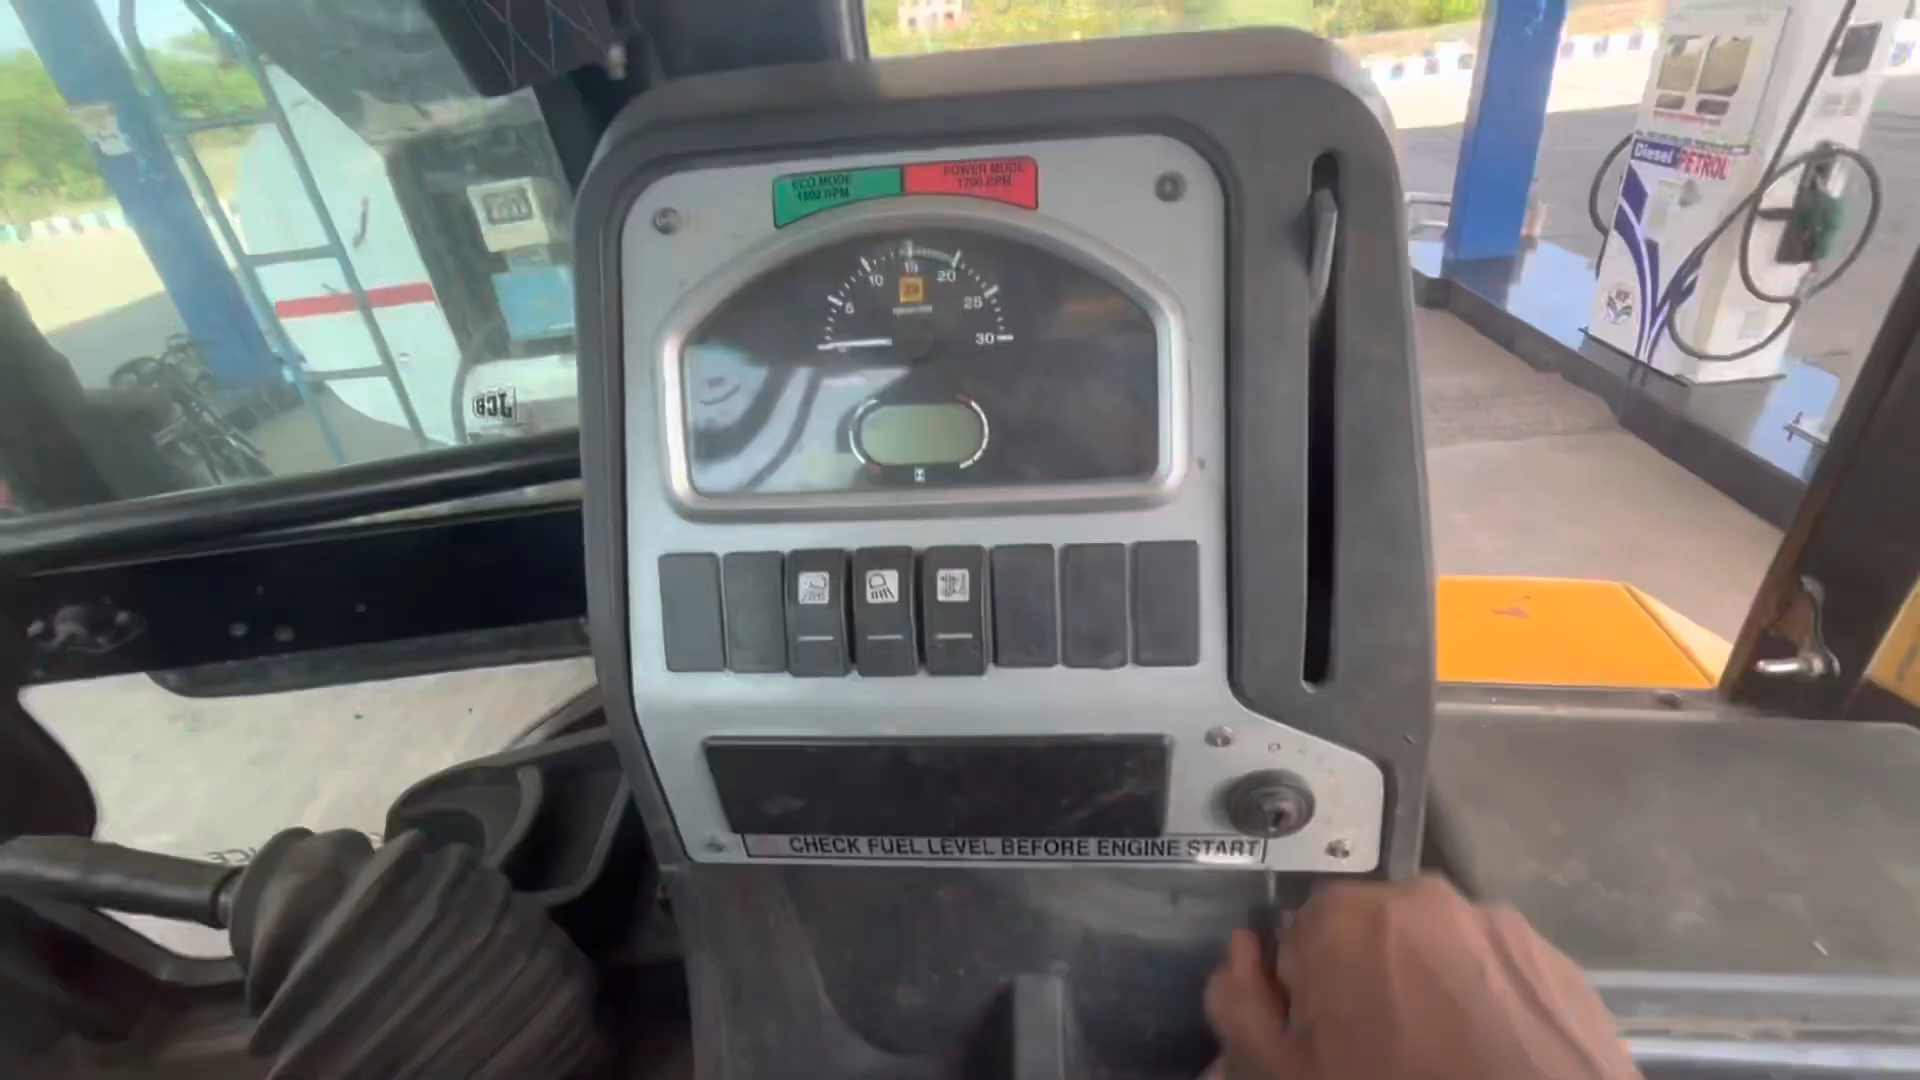 ECO MODE
1500 RPM
POWER MODE
1700 RPM
5
10
15
20
25
30
0
JCB
Diesel PETROL
CHECK FUEL LEVEL BEFORE ENGINE START